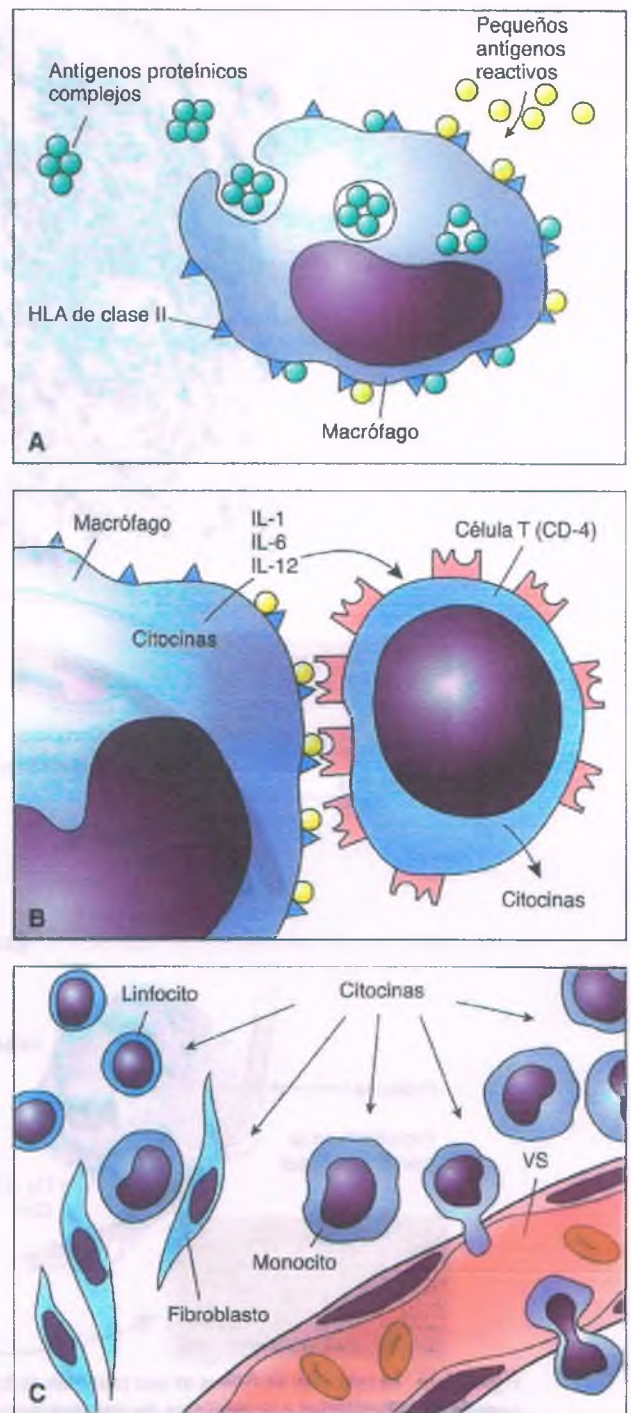 Pequeños
antígenos
reactivos
Antígenos proteínicos
complejos
HLA de clase II
Macrófago
A
Macrófago
IL-1
IL-6
IL-12
Célula T (CD-4)
Citocinas
Citocinas
B
Linfocito
Citocinas
VS
Monocito
Fibroblasto
C